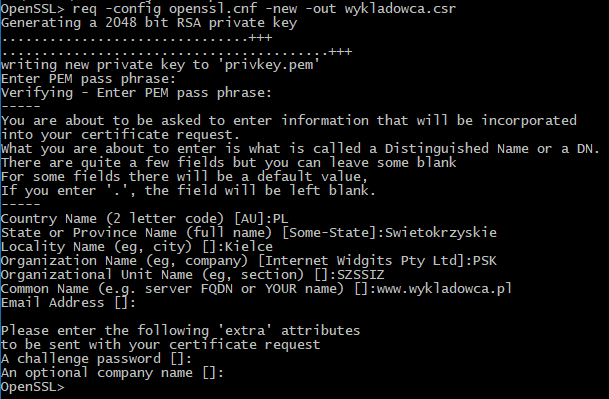 OpenSSL> req -config openssl.cnf -new -out wykladowca.csr
Generating a 2048 bit RSA private key
...............................+++
.........................................+++
writing new private key to 'privkey.pem'
Enter PEM pass phrase:
Verifying - Enter PEM pass phrase:
-----
You are about to be asked to enter information that will be incorporated
into your certificate request.
What you are about to enter is what is called a Distinguished Name or a DN.
There are quite a few fields but you can leave some blank
For some fields there will be a default value,
If you enter '.', the field will be left blank.
-----
Country Name (2 letter code) [AU]:PL
State or Province Name (full name) [Some-State]:Swietokrzyskie
Locality Name (eg, city) []:Kielce
Organization Name (eg, company) [Internet Widgits Pty Ltd]:PSK
Organizational Unit Name (eg, section) []:SZSSIZ
Common Name (e.g. server FQDN or YOUR name) []:www.wykladowca.pl
Email Address []:

Please enter the following 'extra' attributes
to be sent with your certificate request
A challenge password []:
An optional company name []:
OpenSSL>